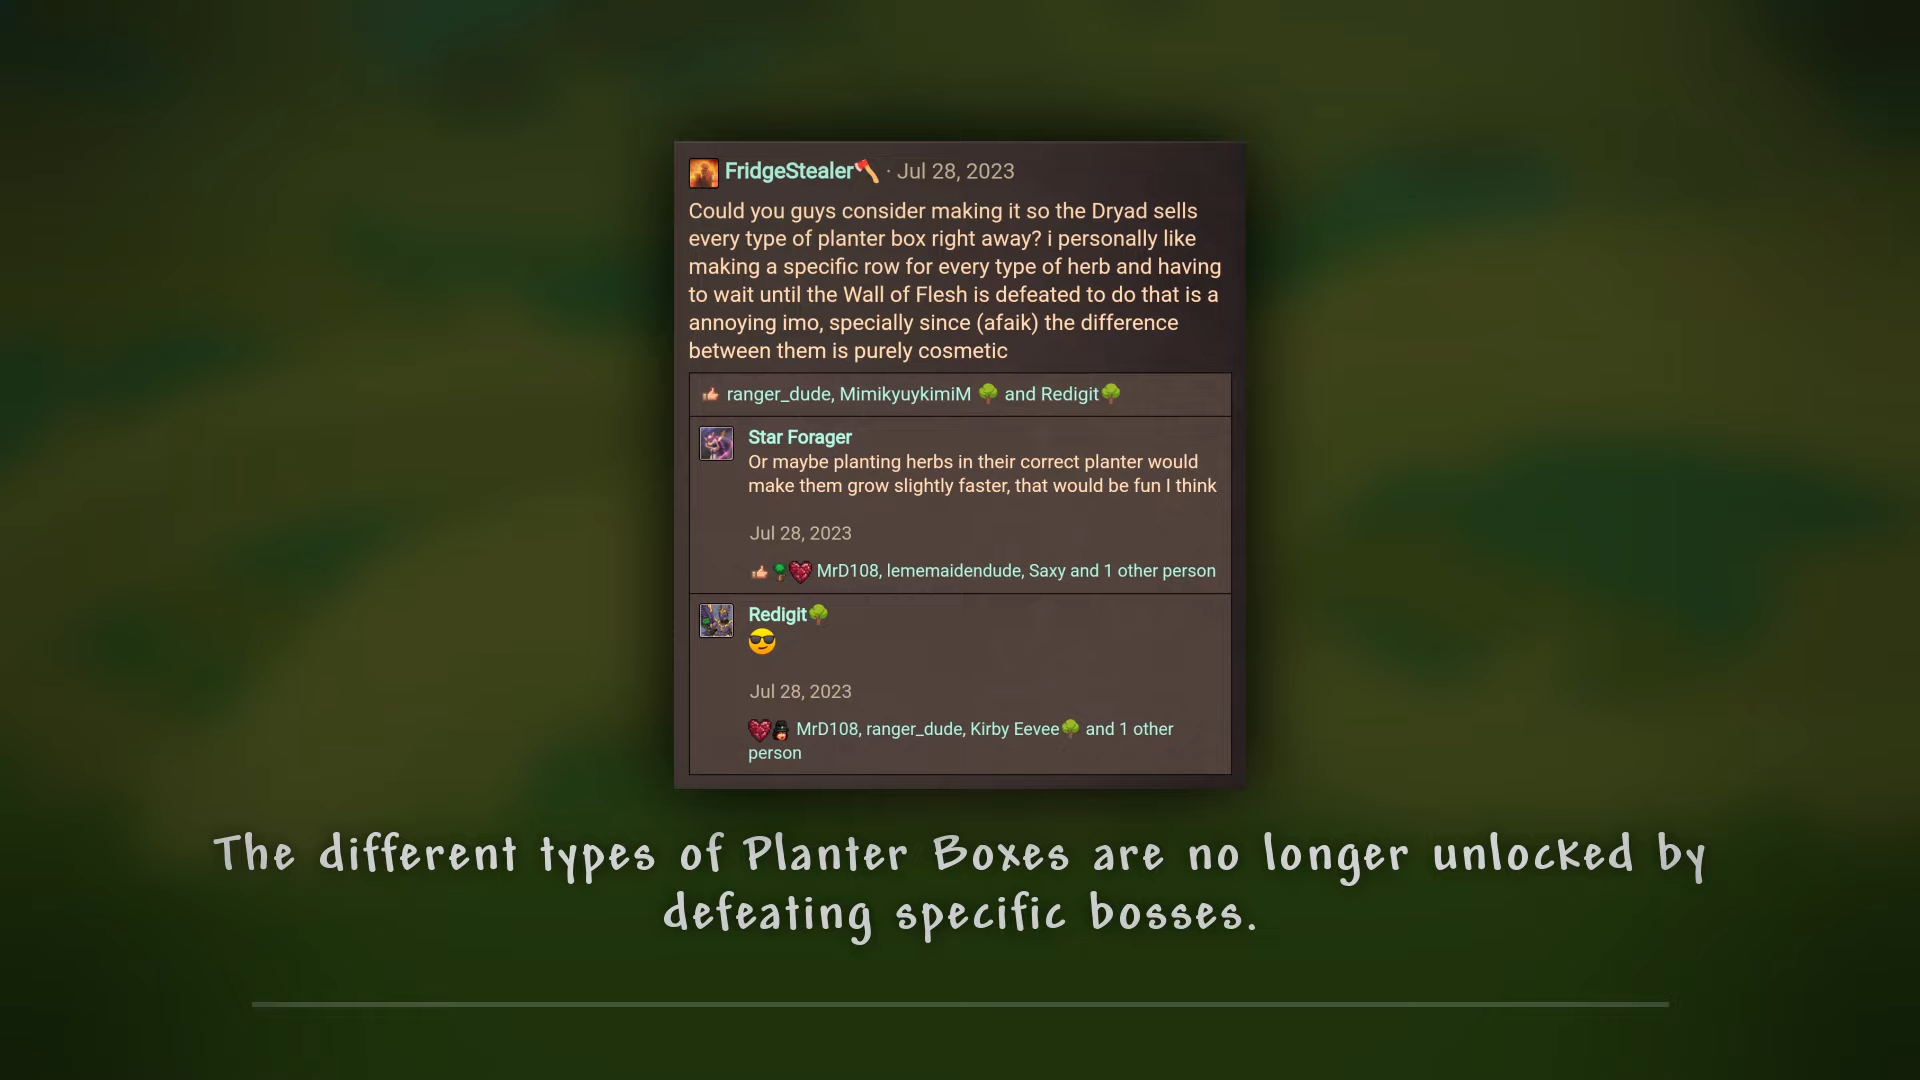 FridgeStealer🪓 · Jul 28, 2023
Could you guys consider making it so the Dryad sells
every type of planter box right away? i personally like
making a specific row for every type of herb and having
to wait until the Wall of Flesh is defeated to do that is a
annoying imo, specially since (afaik) the difference
between them is purely cosmetic
ranger_dude, MimikyuykimiM 🌳 and Redigit🌳
Star Forager
Or maybe planting herbs in their correct planter would
make them grow slightly faster, that would be fun I think
Jul 28, 2023
MrD108, lememaidendude, Saxy and 1 other person
Redigit🌳
😎
Jul 28, 2023
MrD108, ranger_dude, Kirby Eevee🌳 and 1 other
person
The different types of Planter Boxes are no longer unlocked by
defeating specific bosses.